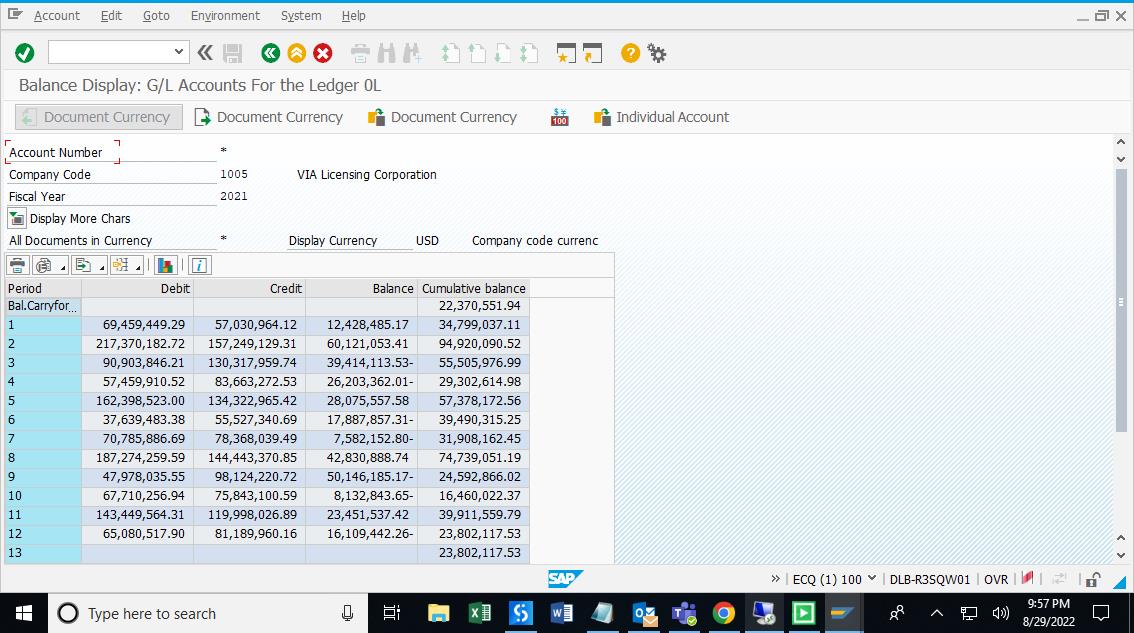 Account Edit Goto Environment System Help
Balance Display: G/L Accounts For the Ledger 0L
Document Currency Document Currency Document Currency Individual Account
Account Number *
Company Code 1005 VIA Licensing Corporation
Fiscal Year 2021
Display More Chars
All Documents in Currency * Display Currency USD Company code currenc
Period Debit Credit Balance Cumulative balance
Bal.Carryfor... 22,370,551.94
1 69,459,449.29 57,030,964.12 12,428,485.17 34,799,037.11
2 217,370,182.72 157,249,129.31 60,121,053.41 94,920,090.52
3 90,903,846.21 130,317,959.74 39,414,113.53- 55,505,976.99
4 57,459,910.52 83,663,272.53 26,203,362.01- 29,302,614.98
5 162,398,523.00 134,322,965.42 28,075,557.58 57,378,172.56
6 37,639,483.38 55,527,340.69 17,887,857.31- 39,490,315.25
7 70,785,886.69 78,368,039.49 7,582,152.80- 31,908,162.45
8 187,274,259.59 144,443,370.85 42,830,888.74 74,739,051.19
9 47,978,035.55 98,124,220.72 50,146,185.17- 24,592,866.02
10 67,710,256.94 75,843,100.59 8,132,843.65- 16,460,022.37
11 143,449,564.31 119,998,026.89 23,451,537.42 39,911,559.79
12 65,080,517.90 81,189,960.16 16,109,442.26- 23,802,117.53
13 23,802,117.53
SAP ECQ (1) 100 DLB-R3SQW01 OVR
Type here to search 9:57 PM
8/29/2022